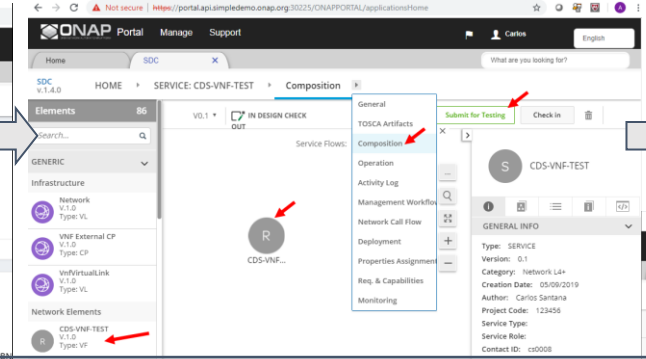 Not secure | https://portal.api.simpledemo.onap.org:30225/ONAPPORTAL/applicationsHome
ONAP Portal Manage Support
Carlos
English
Home SDC X
What are you looking for?
SDC
v.1.4.0
HOME SERVICE: CDS-VNF-TEST Composition
Elements 86
V0.1 IN DESIGN CHECK
OUT
Submit for Testing Check in
Search...
Service Flows:
General
TOSCA Artifacts
Composition
Operation
Activity Log
Management Workflow
Network Call Flow
Deployment
Properties Assignment
Req. & Capabilities
Monitoring
GENERIC
Infrastructure
Network
V.1.0
Type: VL
VNF External CP
V.1.0
Type: CP
VnfVirtualLink
V.1.0
Type: VL
Network Elements
R
CDS-VNF-TEST
V.1.0
Type: VF
R
CDS-VNF...
S
CDS-VNF-TEST
GENERAL INFO
Type: SERVICE
Version: 0.1
Category: Network L4+
Creation Date: 05/09/2019
Author: Carlos Santana
Project Code: 123456
Service Type:
Service Role:
Contact ID: cs0008